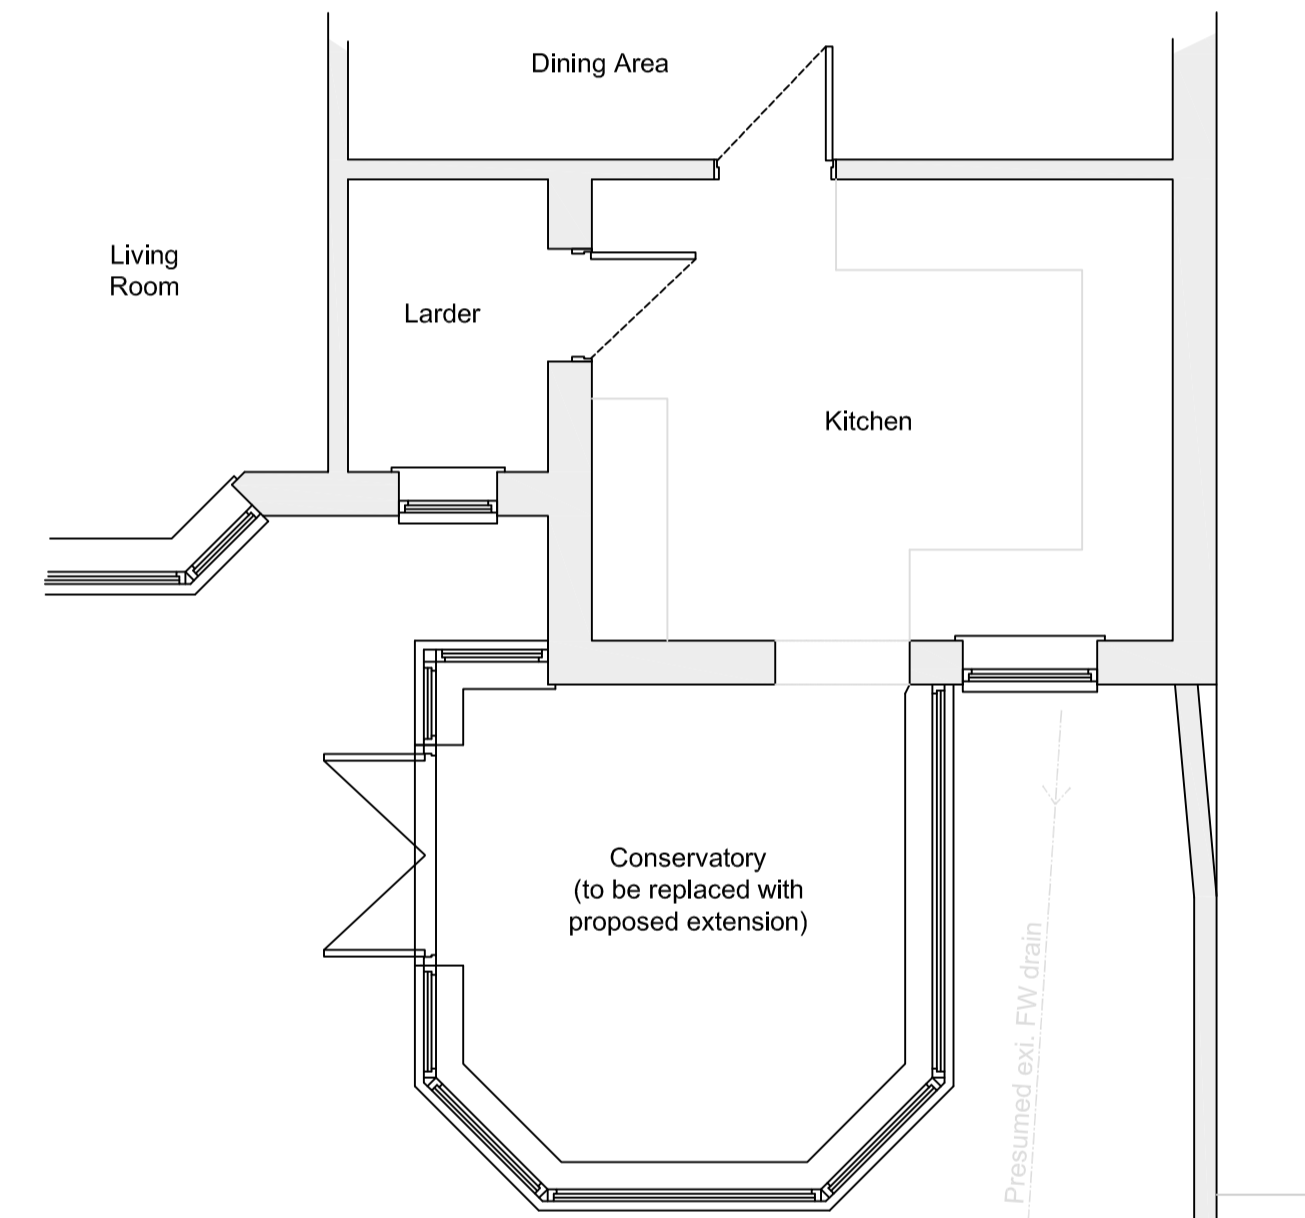 Dining Area
Living
Room
Larder
Kitchen
Conservatory
(to be replaced with
proposed extension)
Presumed exi. FW drain